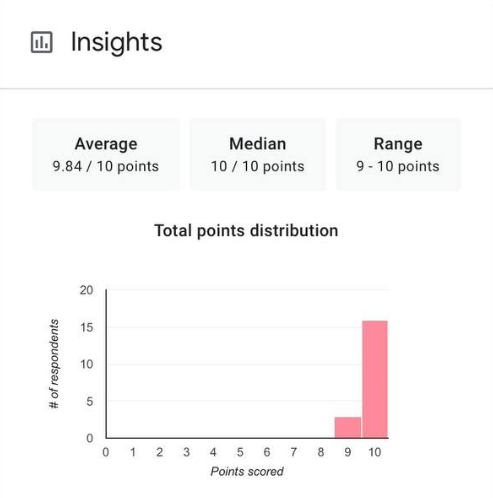 Insights
Average
9.84 / 10 points
Median
10 / 10 points
Range
9 - 10 points
Total points distribution
# of respondents
20
15
10
5
0
0 1 2 3 4 5 6 7 8 9 10
Points scored